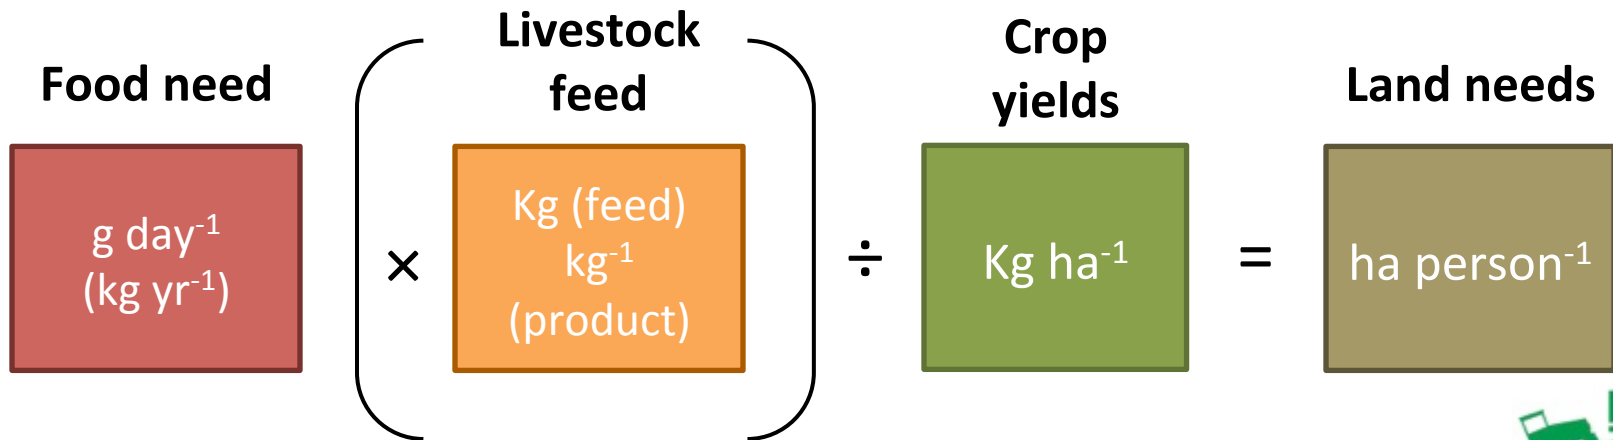 Food need
g day⁻¹
(kg yr⁻¹)
×
Livestock
feed
Kg (feed)
kg⁻¹
(product)
÷
Crop
yields
Kg ha⁻¹
=
Land needs
ha person⁻¹